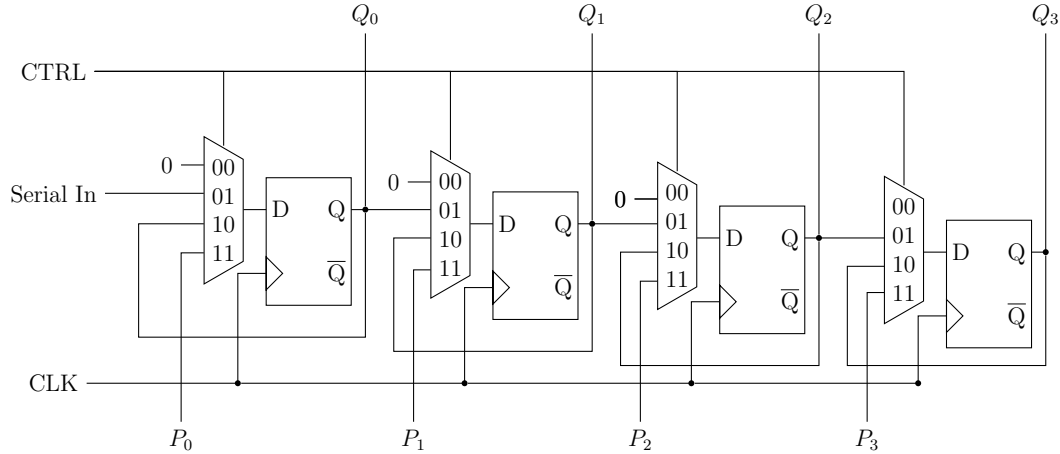 Q₀ Q₁ Q₂ Q₃
CTRL
0 00 0 00 0 00 00
Serial In 01 01 01 01
10 10 10 10
11 11 11 11
D Q D Q D Q D Q
Q̅ Q̅ Q̅ Q̅
CLK
P₀ P₁ P₂ P₃